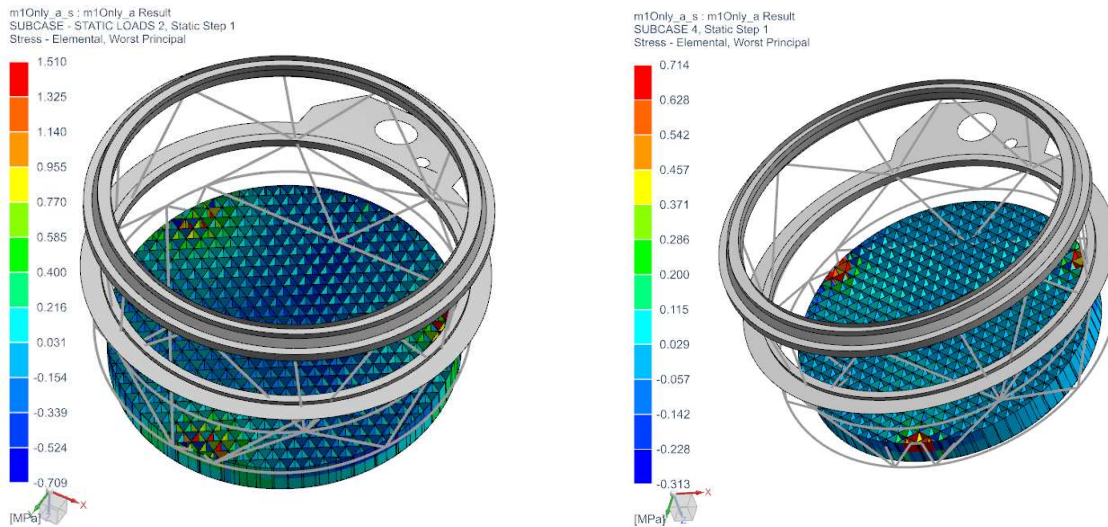 m1Only_a_s : m1Only_a Result
SUBCASE - STATIC LOADS 2, Static Step 1
Stress - Elemental, Worst Principal
1.510
1.325
1.140
0.955
0.770
0.585
0.400
0.216
0.031
-0.154
-0.339
-0.524
-0.709
[MPa]
X
m1Only_a_s : m1Only_a Result
SUBCASE 4, Static Step 1
Stress - Elemental, Worst Principal
0.714
0.628
0.542
0.457
0.371
0.286
0.200
0.115
0.029
-0.057
-0.142
-0.228
-0.313
[MPa]
X